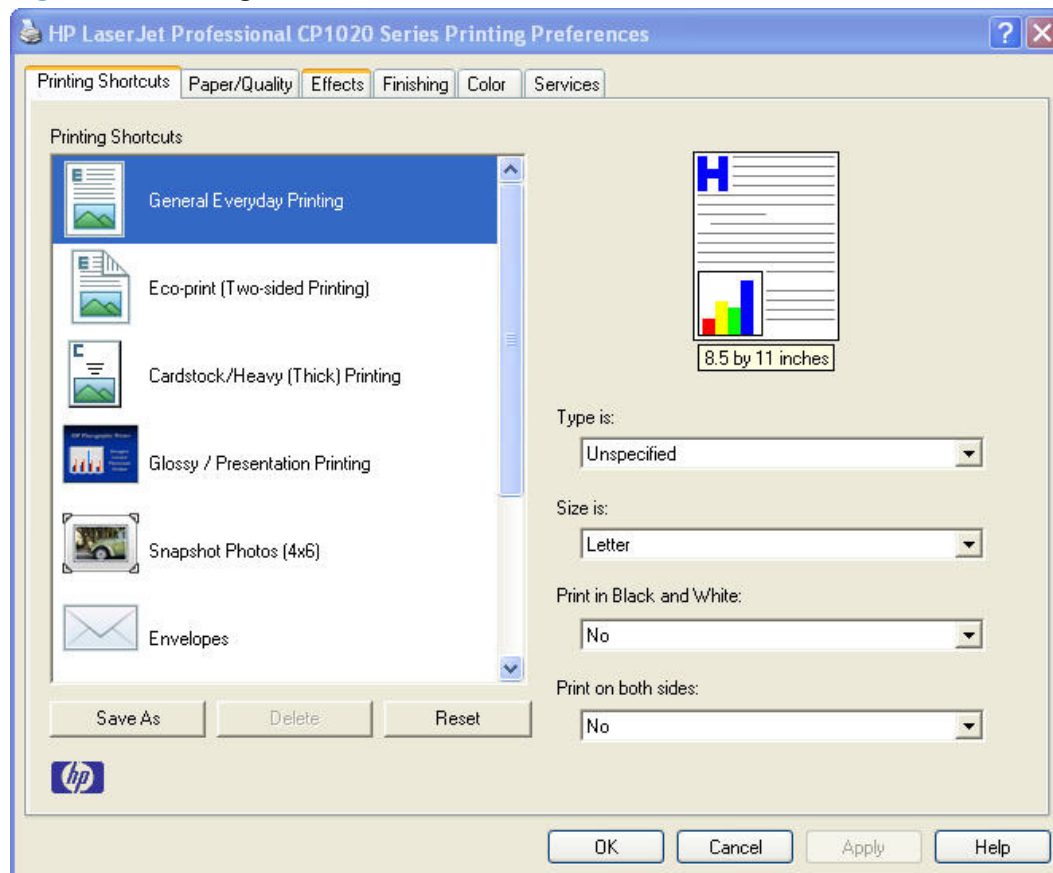 HP LaserJet Professional CP1020 Series Printing Preferences
Printing Shortcuts Paper/Quality Effects Finishing Color Services
Printing Shortcuts
General Everyday Printing
Eco-print (Two-sided Printing)
Cardstock/Heavy (Thick) Printing
Glossy / Presentation Printing
Snapshot Photos (4x6)
Envelopes
Save As Delete Reset
hp
H
8.5 by 11 inches
Type is:
Unspecified
Size is:
Letter
Print in Black and White:
No
Print on both sides:
No
OK Cancel Apply Help